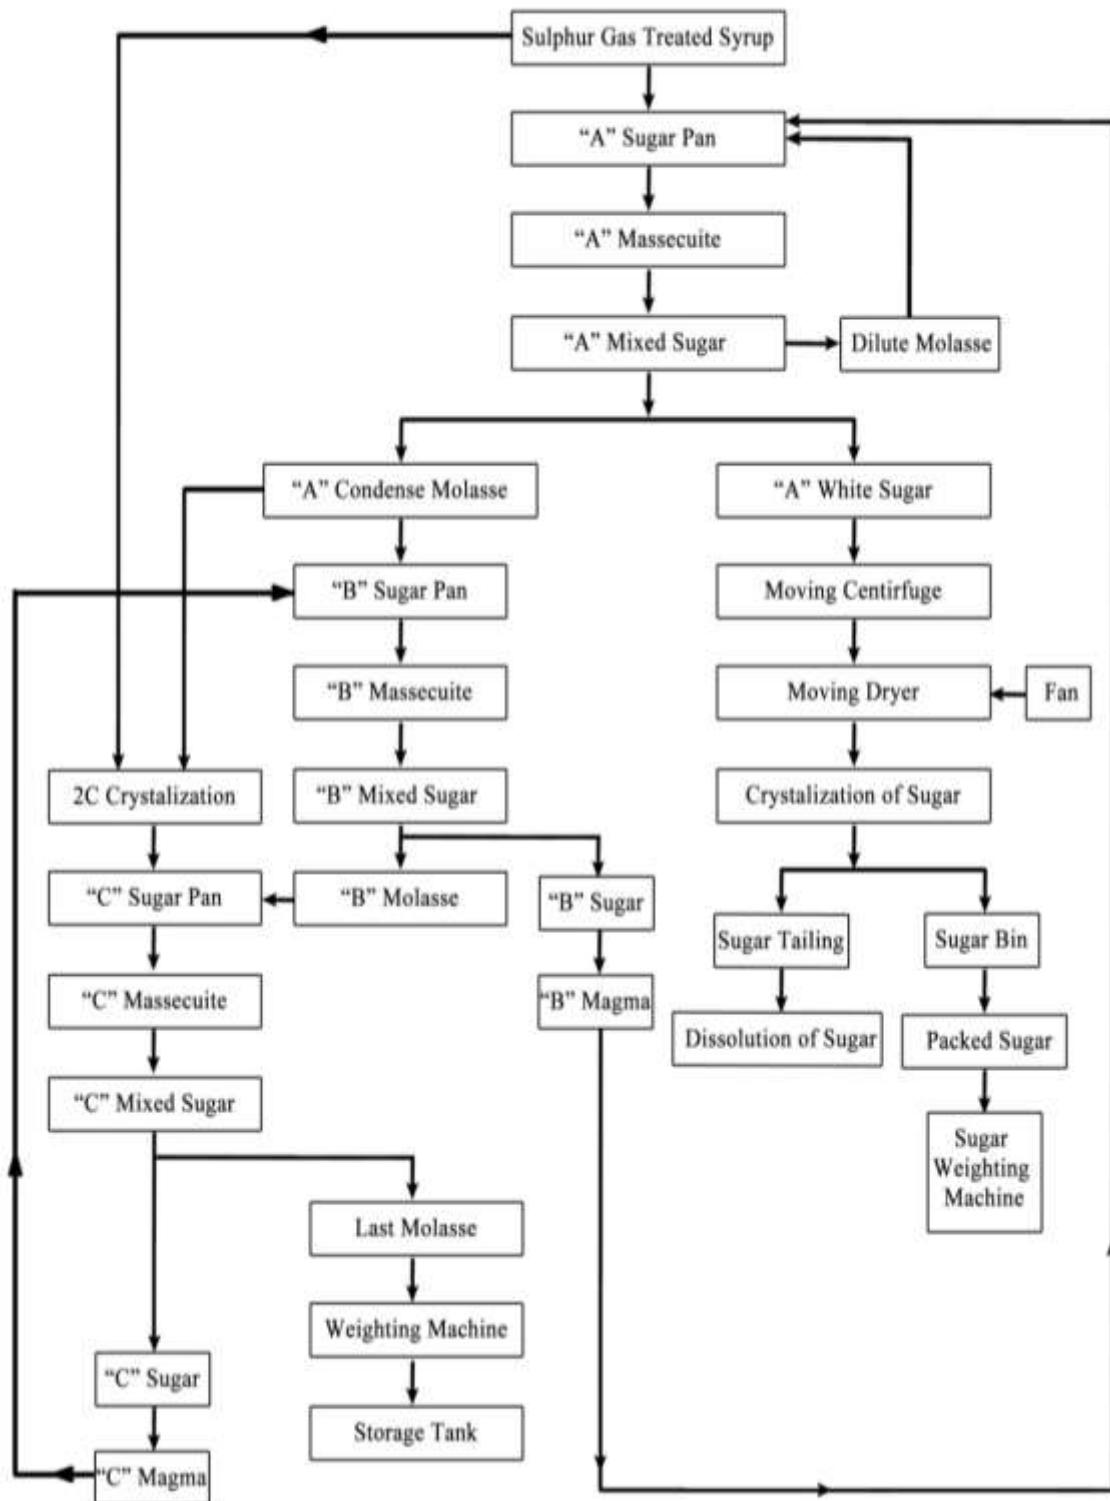 Sulphur Gas Treated Syrup
“A” Sugar Pan
“A” Massecuite
“A” Mixed Sugar
Dilute Molasse
“A” Condense Molasse
“A” White Sugar
“B” Sugar Pan
Moving Centirfuge
“B” Massecuite
Moving Dryer
Fan
2C Crystalization
“B” Mixed Sugar
Crystalization of Sugar
“C” Sugar Pan
“B” Molasse
“B” Sugar
Sugar Tailing
Sugar Bin
“C” Massecuite
“B” Magma
Dissolution of Sugar
Packed Sugar
“C” Mixed Sugar
Sugar
Weighting
Machine
Last Molasse
Weighting Machine
“C” Sugar
Storage Tank
“C” Magma